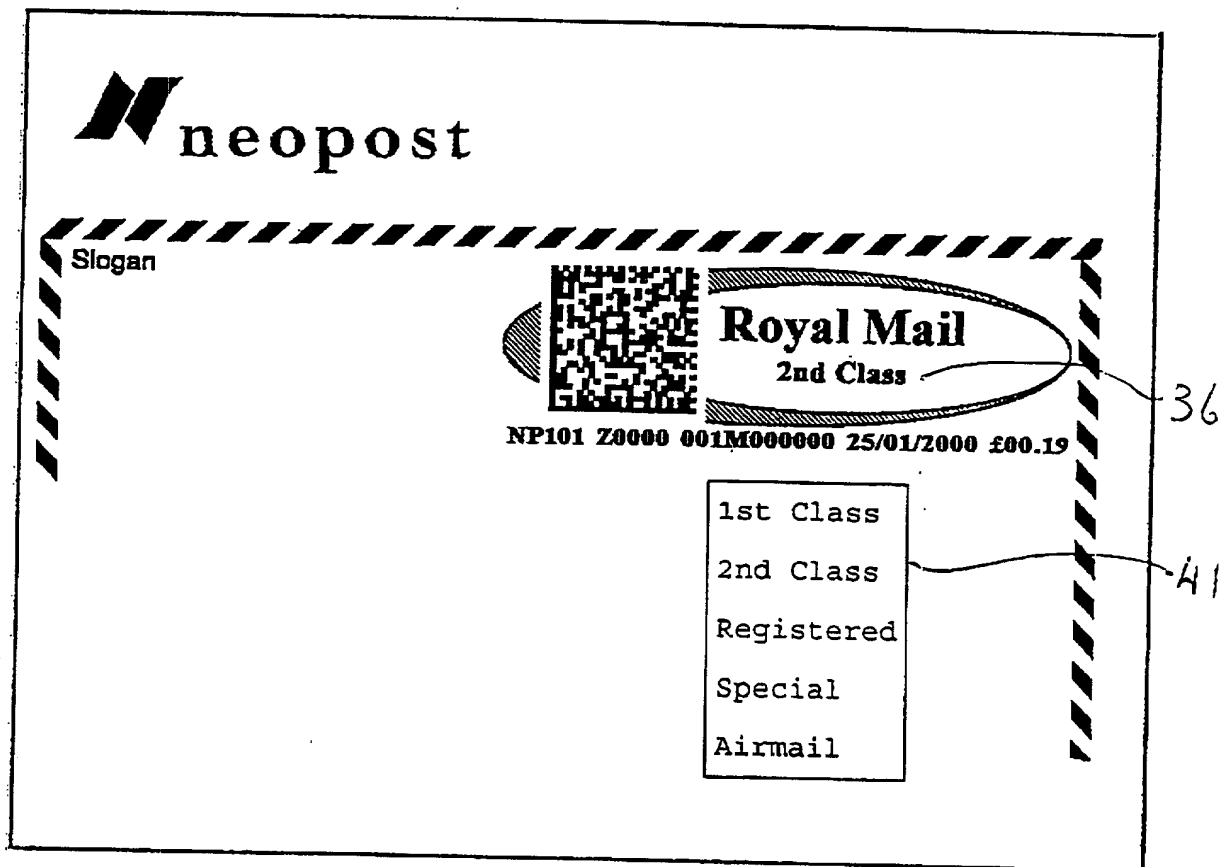 neopost
Slogan
Royal Mail
2nd Class
36
NP101 Z0000 001M000000 25/01/2000 £00.19
1st Class
2nd Class
41
Registered
Special
Airmail